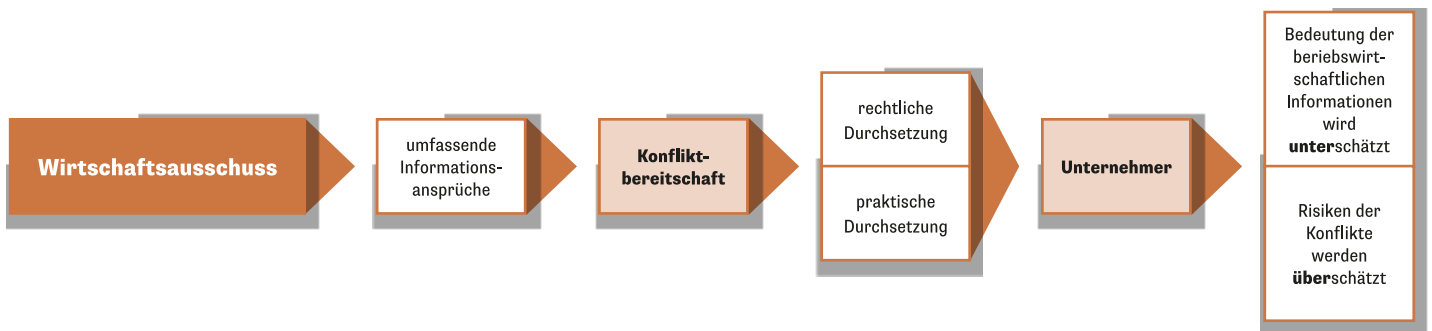 Wirtschaftsausschuss
umfassende
Informations-
ansprüche
Konflikt-
bereitschaft
rechtliche
Durchsetzung
praktische
Durchsetzung
Unternehmer
Bedeutung der
beriebswirt-
schaftlichen
Informationen
wird
unterschätzt
Risiken der
Konflikte
werden
überschätzt